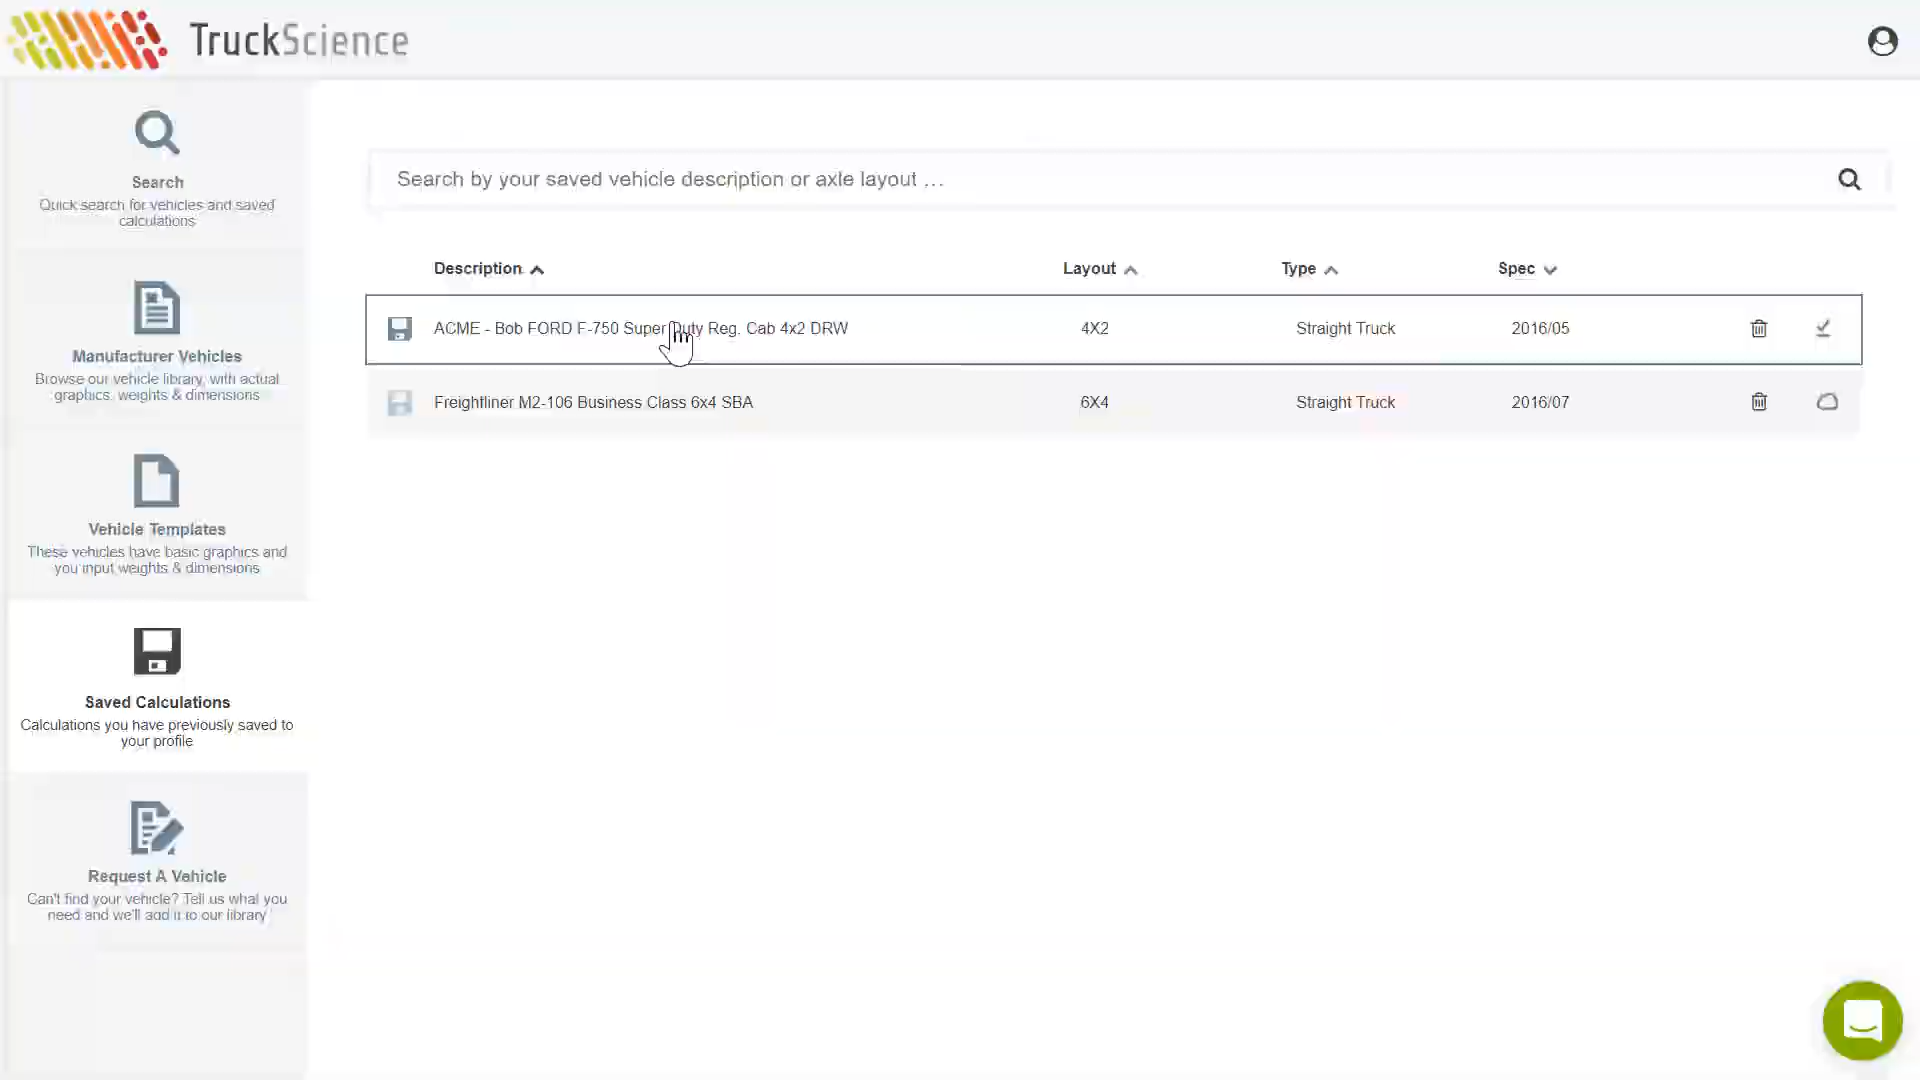 TruckScience
Search
Quick search for vehicles and saved
calculations
Manufacturer Vehicles
Browse our vehicle library, with actual
graphics, weights & dimensions
Vehicle Templates
These vehicles have basic graphics and
you input weights & dimensions
Saved Calculations
Calculations you have previously saved to
your profile
Request A Vehicle
Can't find your vehicle? Tell us what you
need and we'll add it to our library
Search by your saved vehicle description or axle layout ...
Description Layout Type Spec
ACME - Bob FORD F-750 Super Duty Reg. Cab 4x2 DRW 4X2 Straight Truck 2016/05
Freightliner M2-106 Business Class 6x4 SBA 6X4 Straight Truck 2016/07